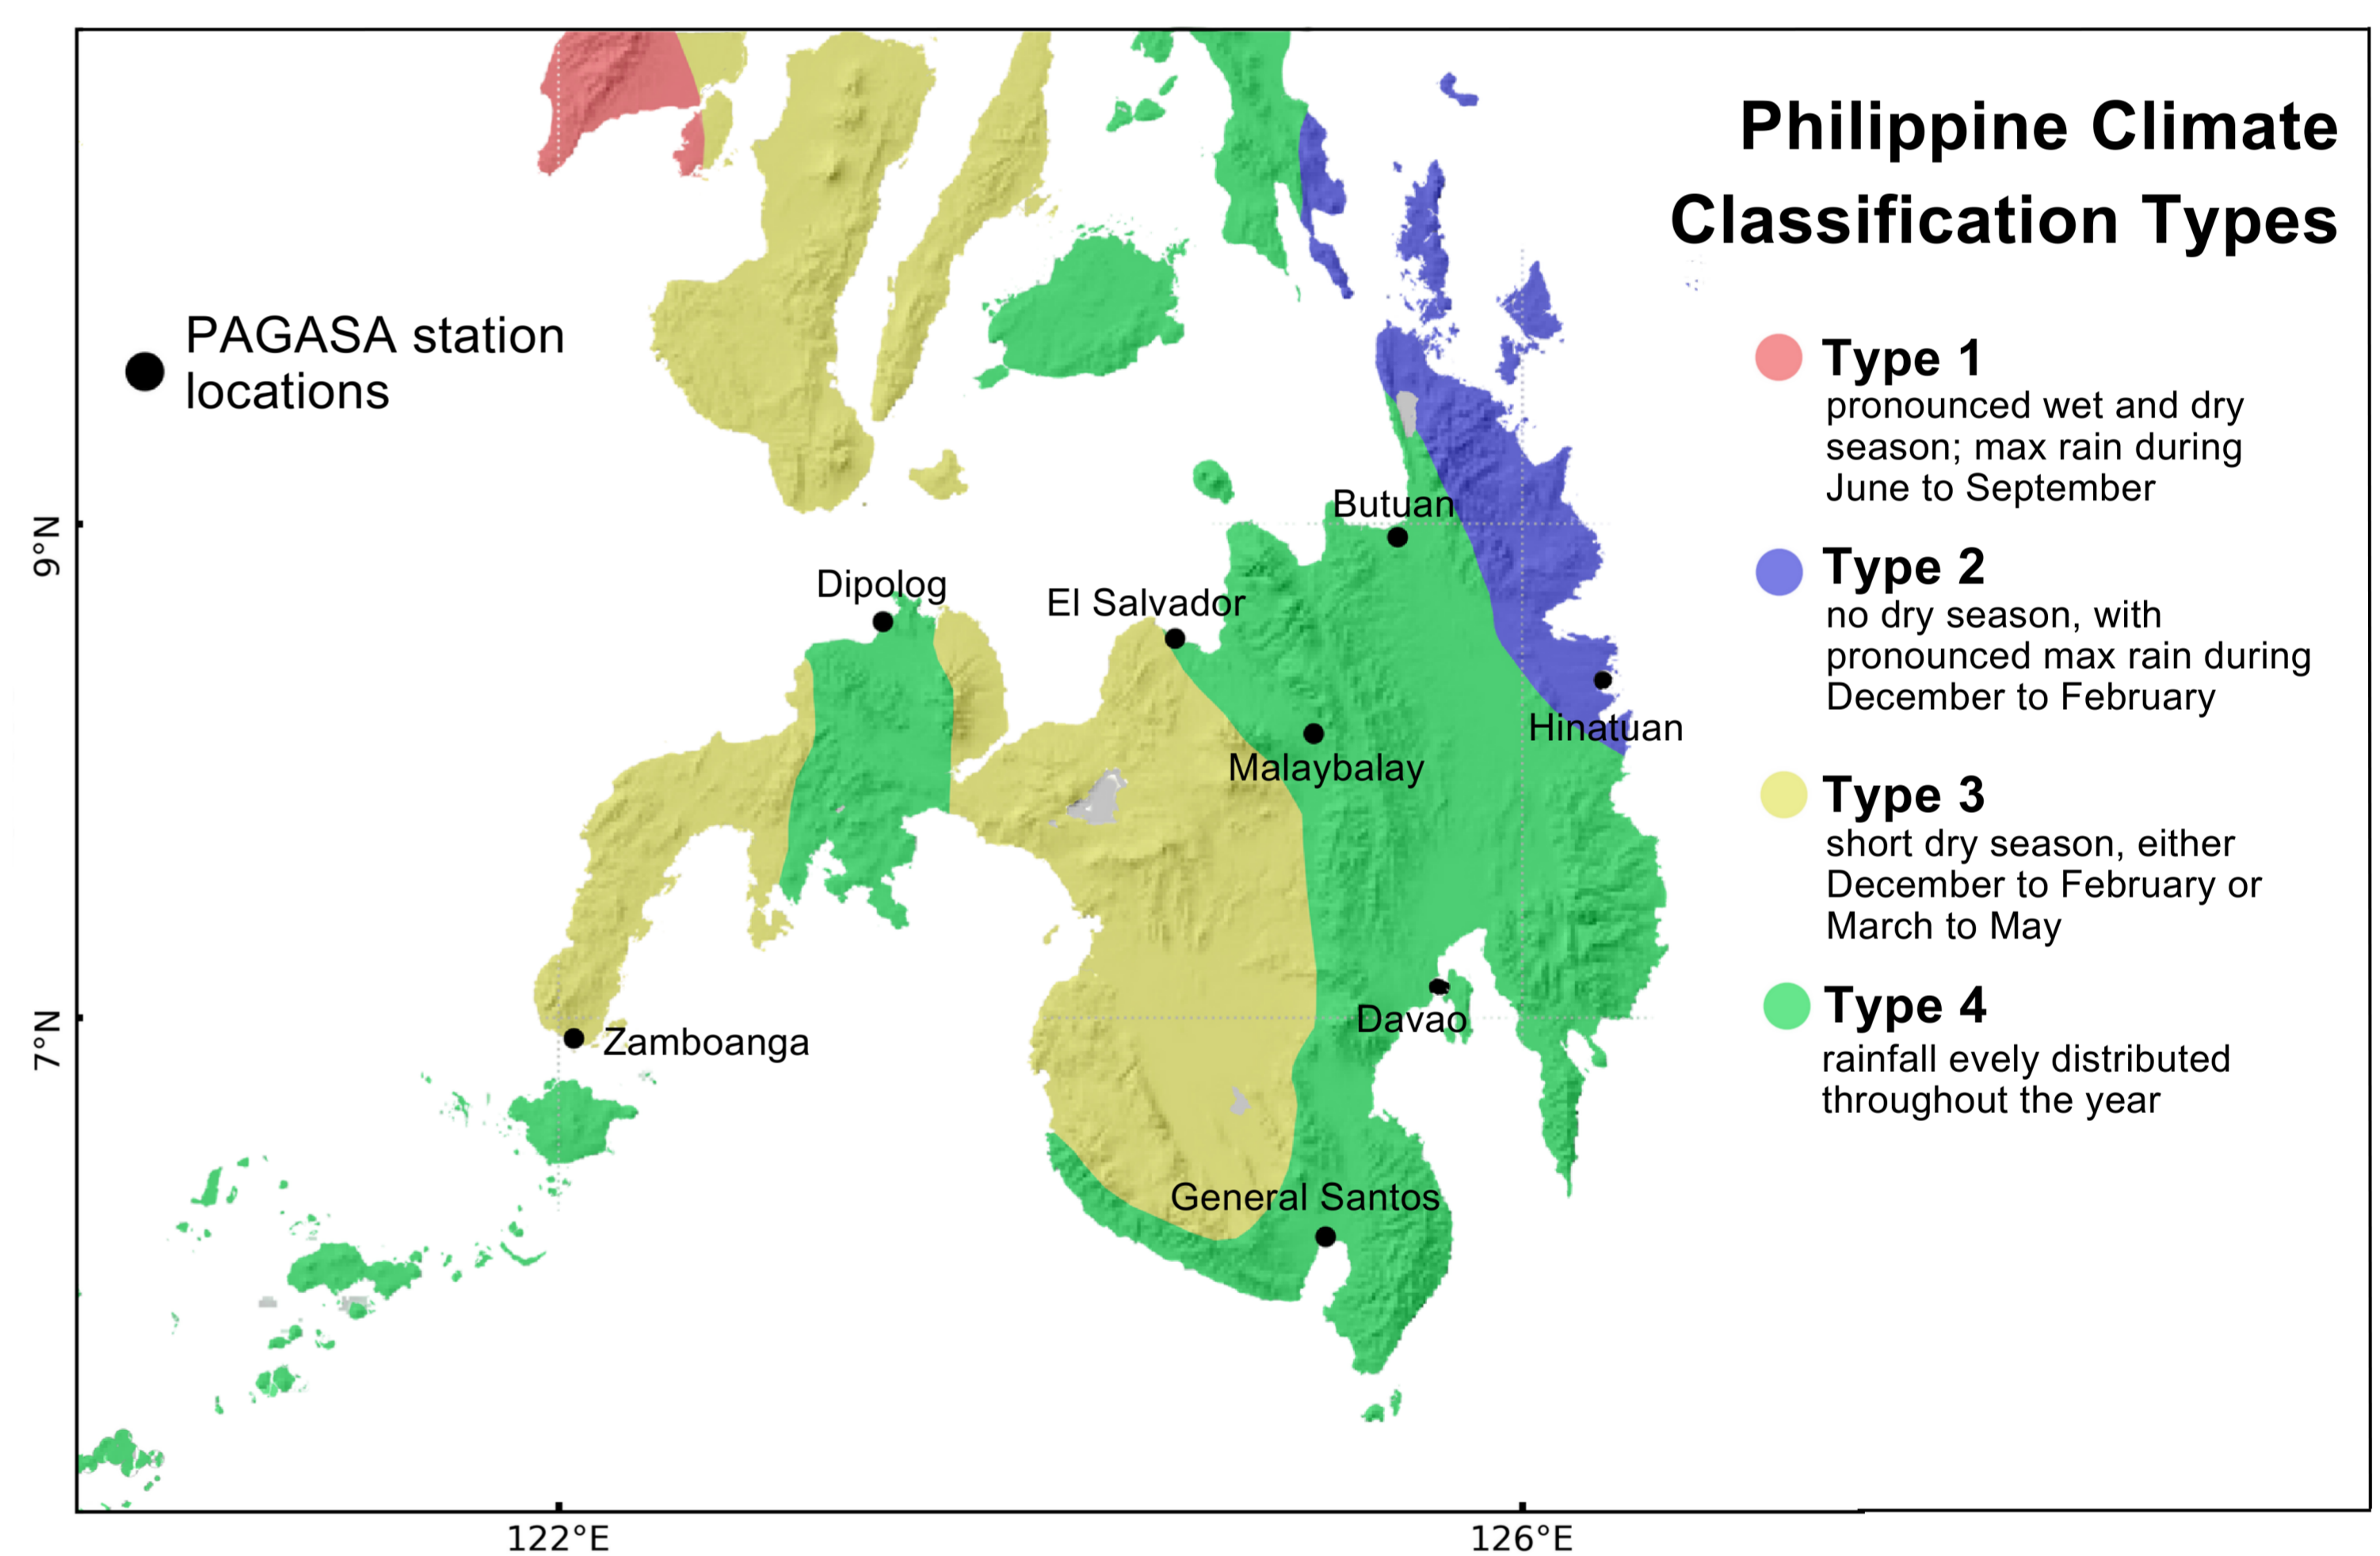 Philippine Climate
Classification Types
PAGASA station
locations
Type 1
pronounced wet and dry
season; max rain during
June to September
Type 2
no dry season, with
pronounced max rain during
December to February
Type 3
short dry season, either
December to February or
March to May
Type 4
rainfall evely distributed
throughout the year
Butuan
Dipolog
El Salvador
Hinatuan
Malaybalay
Davao
Zamboanga
General Santos
9°N
7°N
122°E
126°E